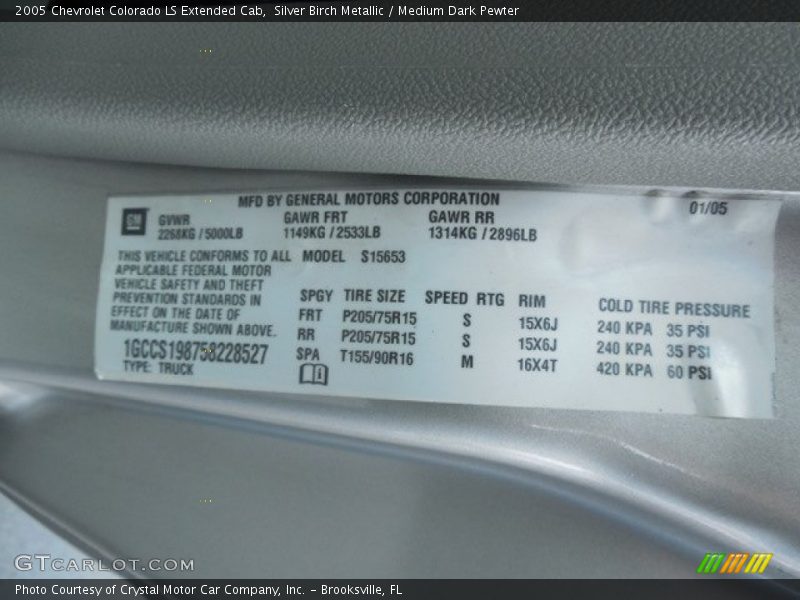 2005 Chevrolet Colorado LS Extended Cab, Silver Birch Metallic / Medium Dark Pewter
MFD BY GENERAL MOTORS CORPORATION 01/05
GM GVWR GAWR FRT GAWR RR
2268KG / 5000LB 1149KG / 2533LB 1314KG / 2896LB
THIS VEHICLE CONFORMS TO ALL MODEL S15653
APPLICABLE FEDERAL MOTOR
VEHICLE SAFETY AND THEFT
PREVENTION STANDARDS IN
EFFECT ON THE DATE OF
MANUFACTURE SHOWN ABOVE.
1GCCS198758228527
TYPE: TRUCK
SPGY TIRE SIZE SPEED RTG RIM COLD TIRE PRESSURE
FRT P205/75R15 S 15X6J 240 KPA 35 PSI
RR P205/75R15 S 15X6J 240 KPA 35 PSI
SPA T155/90R16 M 16X4T 420 KPA 60 PSI
GTcarlot.com
Photo Courtesy of Crystal Motor Car Company, Inc. – Brooksville, FL